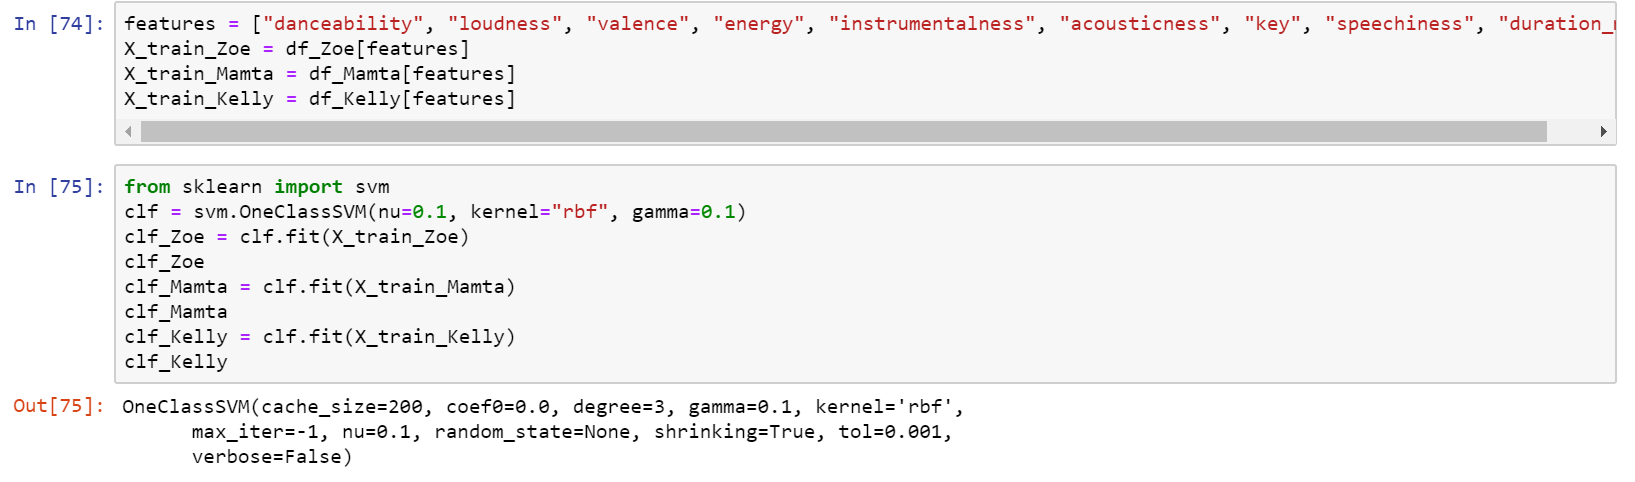 In [74]: features = ["danceability", "loudness", "valence", "energy", "instrumentalness", "acousticness", "key", "speechiness", "duration_
X_train_Zoe = df_Zoe[features]
X_train_Mamta = df_Mamta[features]
X_train_Kelly = df_Kelly[features]
In [75]: from sklearn import svm
clf = svm.OneClassSVM(nu=0.1, kernel="rbf", gamma=0.1)
clf_Zoe = clf.fit(X_train_Zoe)
clf_Zoe
clf_Mamta = clf.fit(X_train_Mamta)
clf_Mamta
clf_Kelly = clf.fit(X_train_Kelly)
clf_Kelly
Out[75]: OneClassSVM(cache_size=200, coef0=0.0, degree=3, gamma=0.1, kernel='rbf',
max_iter=-1, nu=0.1, random_state=None, shrinking=True, tol=0.001,
verbose=False)